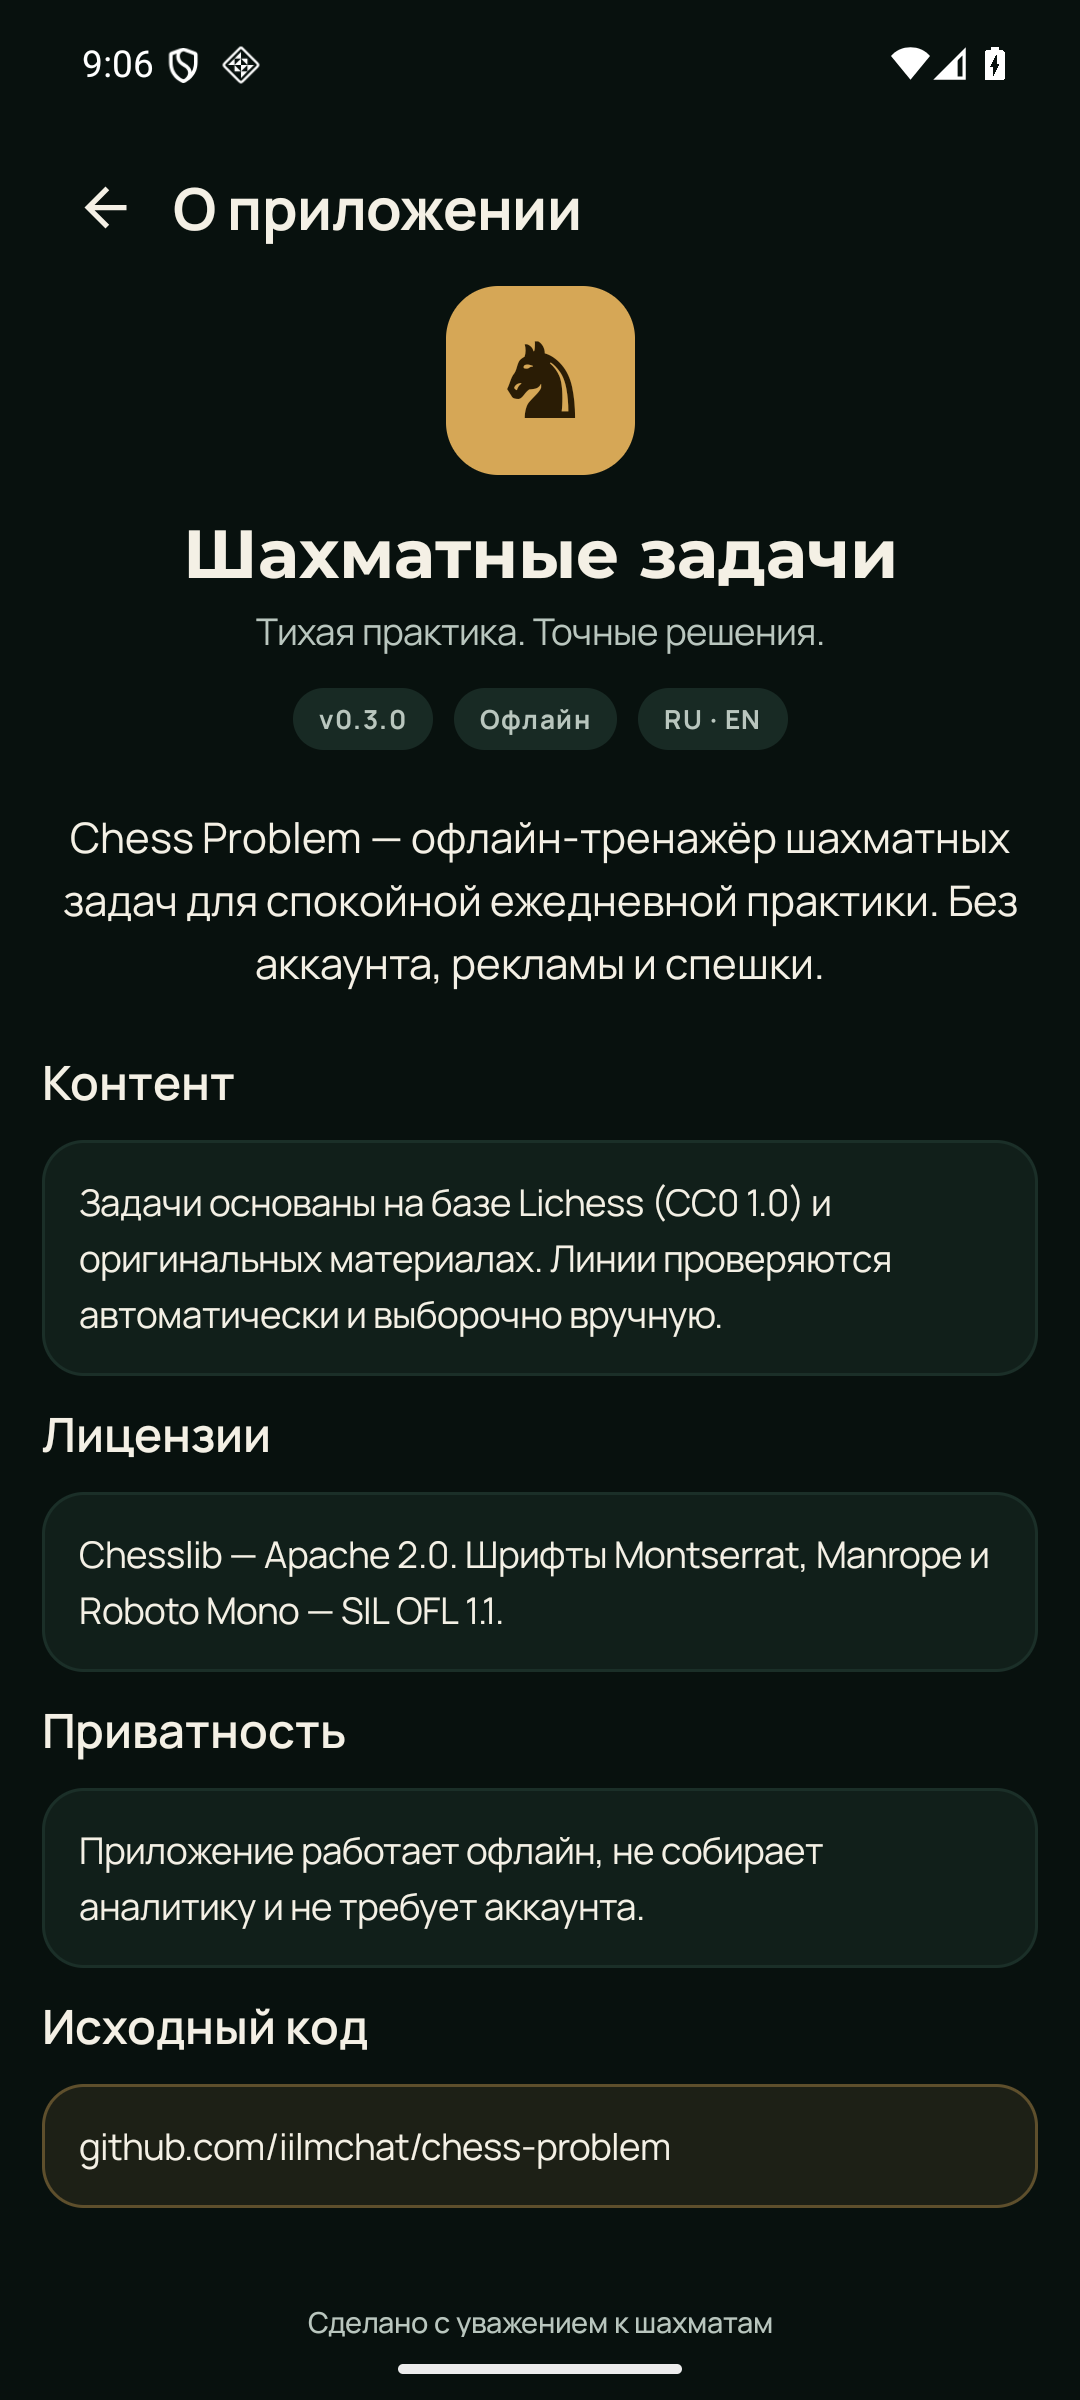 9:06
О приложении
Шахматные задачи
Тихая практика. Точные решения.
v0.3.0
Офлайн
RU · EN
Chess Problem — офлайн-тренажёр шахматных
задач для спокойной ежедневной практики. Без
аккаунта, рекламы и спешки.
Контент
Задачи основаны на базе Lichess (CC0 1.0) и
оригинальных материалах. Линии проверяются
автоматически и выборочно вручную.
Лицензии
Chesslib — Apache 2.0. Шрифты Montserrat, Manrope и
Roboto Mono — SIL OFL 1.1.
Приватность
Приложение работает офлайн, не собирает
аналитику и не требует аккаунта.
Исходный код
github.com/iilmchat/chess-problem
Сделано с уважением к шахматам